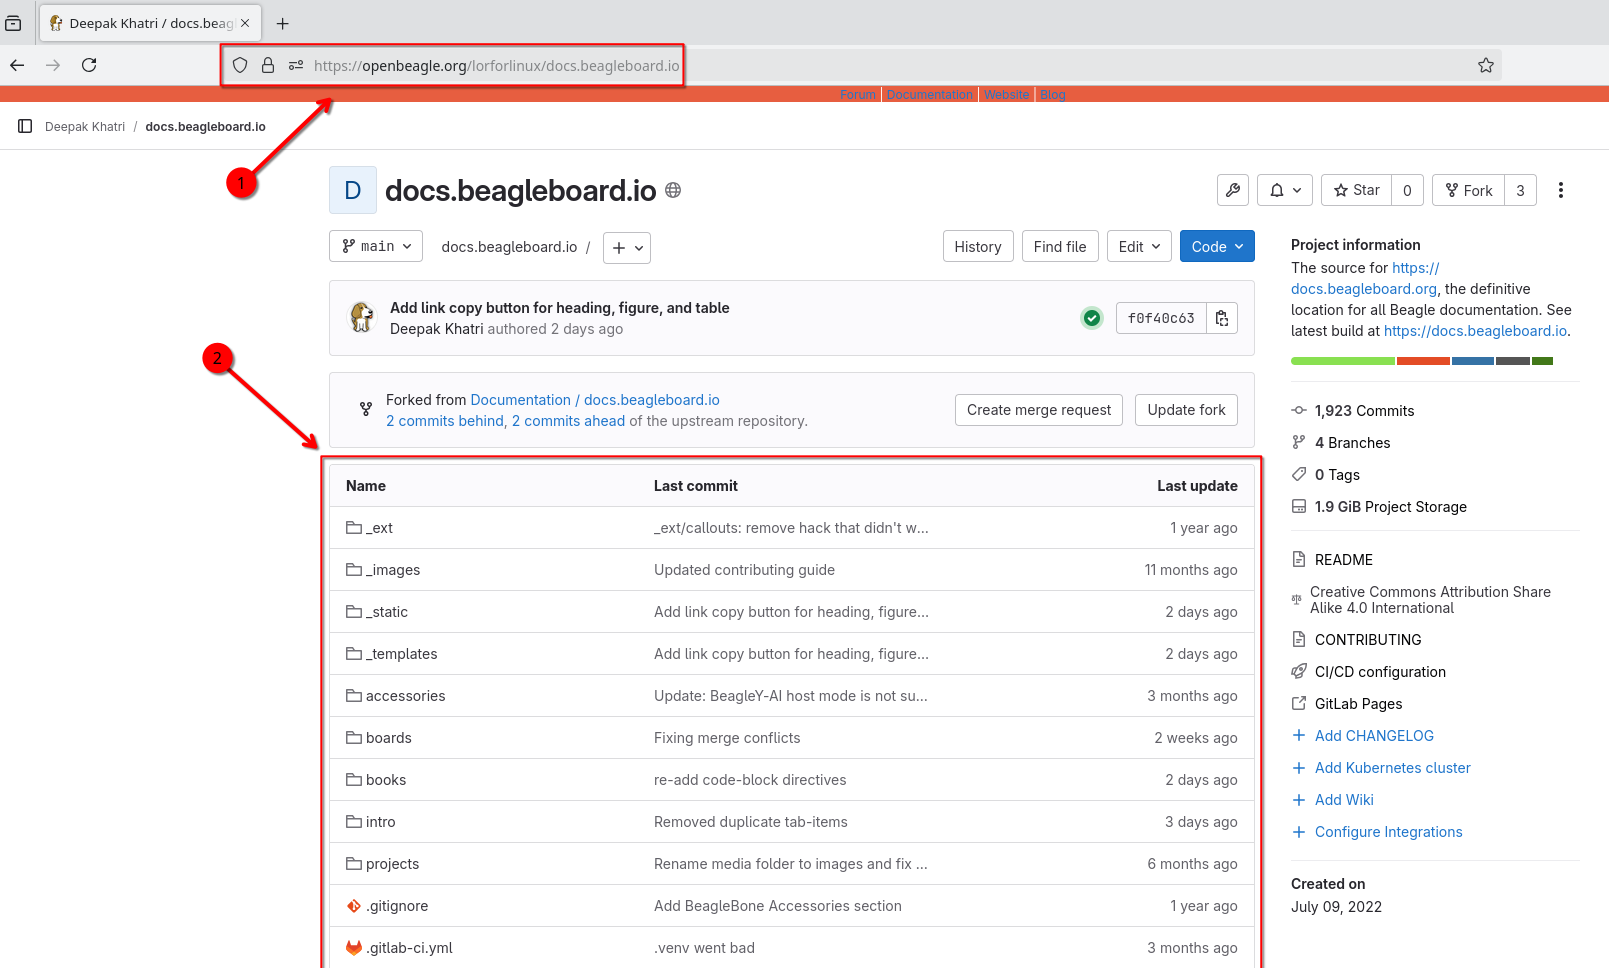 Deepak Khatri / docs.beag
https://openbeagle.org/lorforlinux/docs.beagleboard.io
Forum | Documentation | Website | Blog
Deepak Khatri / docs.beagleboard.io
1
D docs.beagleboard.io
Star 0 Fork 3
main docs.beagleboard.io / + History Find file Edit Code
Add link copy button for heading, figure, and table
Deepak Khatri authored 2 days ago
f0f40c63
2
Forked from Documentation / docs.beagleboard.io
2 commits behind, 2 commits ahead of the upstream repository.
Create merge request Update fork
Name Last commit Last update
_ext _ext/callouts: remove hack that didn't w... 1 year ago
_images Updated contributing guide 11 months ago
_static Add link copy button for heading, figure... 2 days ago
_templates Add link copy button for heading, figure... 2 days ago
accessories Update: BeagleY-AI host mode is not su... 3 months ago
boards Fixing merge conflicts 2 weeks ago
books re-add code-block directives 2 days ago
intro Removed duplicate tab-items 3 days ago
projects Rename media folder to images and fix ... 6 months ago
.gitignore Add BeagleBone Accessories section 1 year ago
.gitlab-ci.yml .venv went bad 3 months ago
Project information
The source for https://
docs.beagleboard.org, the definitive
location for all Beagle documentation. See
latest build at https://docs.beagleboard.io.
1,923 Commits
4 Branches
0 Tags
1.9 GiB Project Storage
README
Creative Commons Attribution Share
Alike 4.0 International
CONTRIBUTING
CI/CD configuration
GitLab Pages
+ Add CHANGELOG
+ Add Kubernetes cluster
+ Add Wiki
+ Configure Integrations
Created on
July 09, 2022